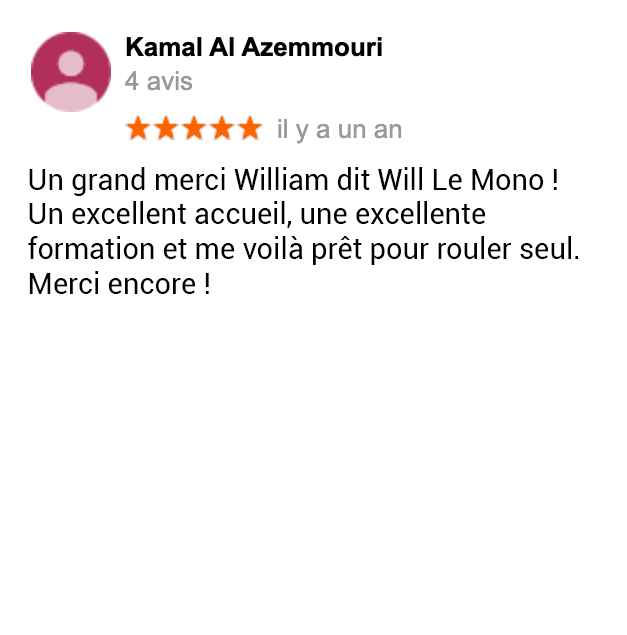 Kamal Al Azemmouri
4 avis
il y a un an
Un grand merci William dit Will Le Mono !
Un excellent accueil, une excellente
formation et me voilà prêt pour rouler seul.
Merci encore !